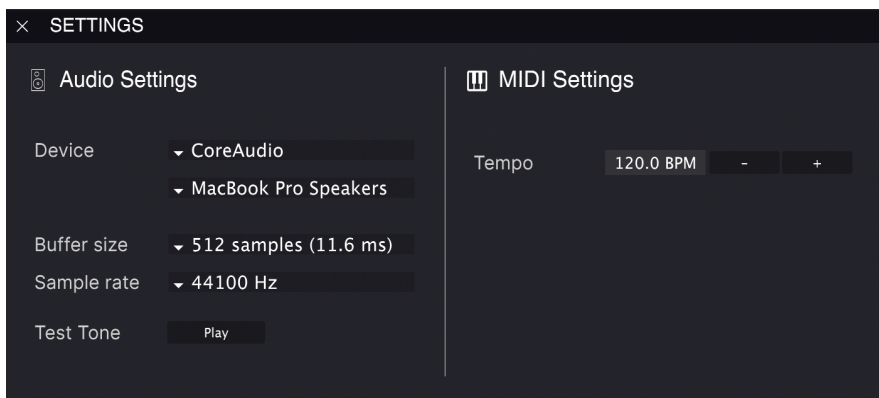 × SETTINGS
Audio Settings
Device CoreAudio
MacBook Pro Speakers
Buffer size 512 samples (11.6 ms)
Sample rate 44100 Hz
Test Tone Play
MIDI Settings
Tempo 120.0 BPM - +